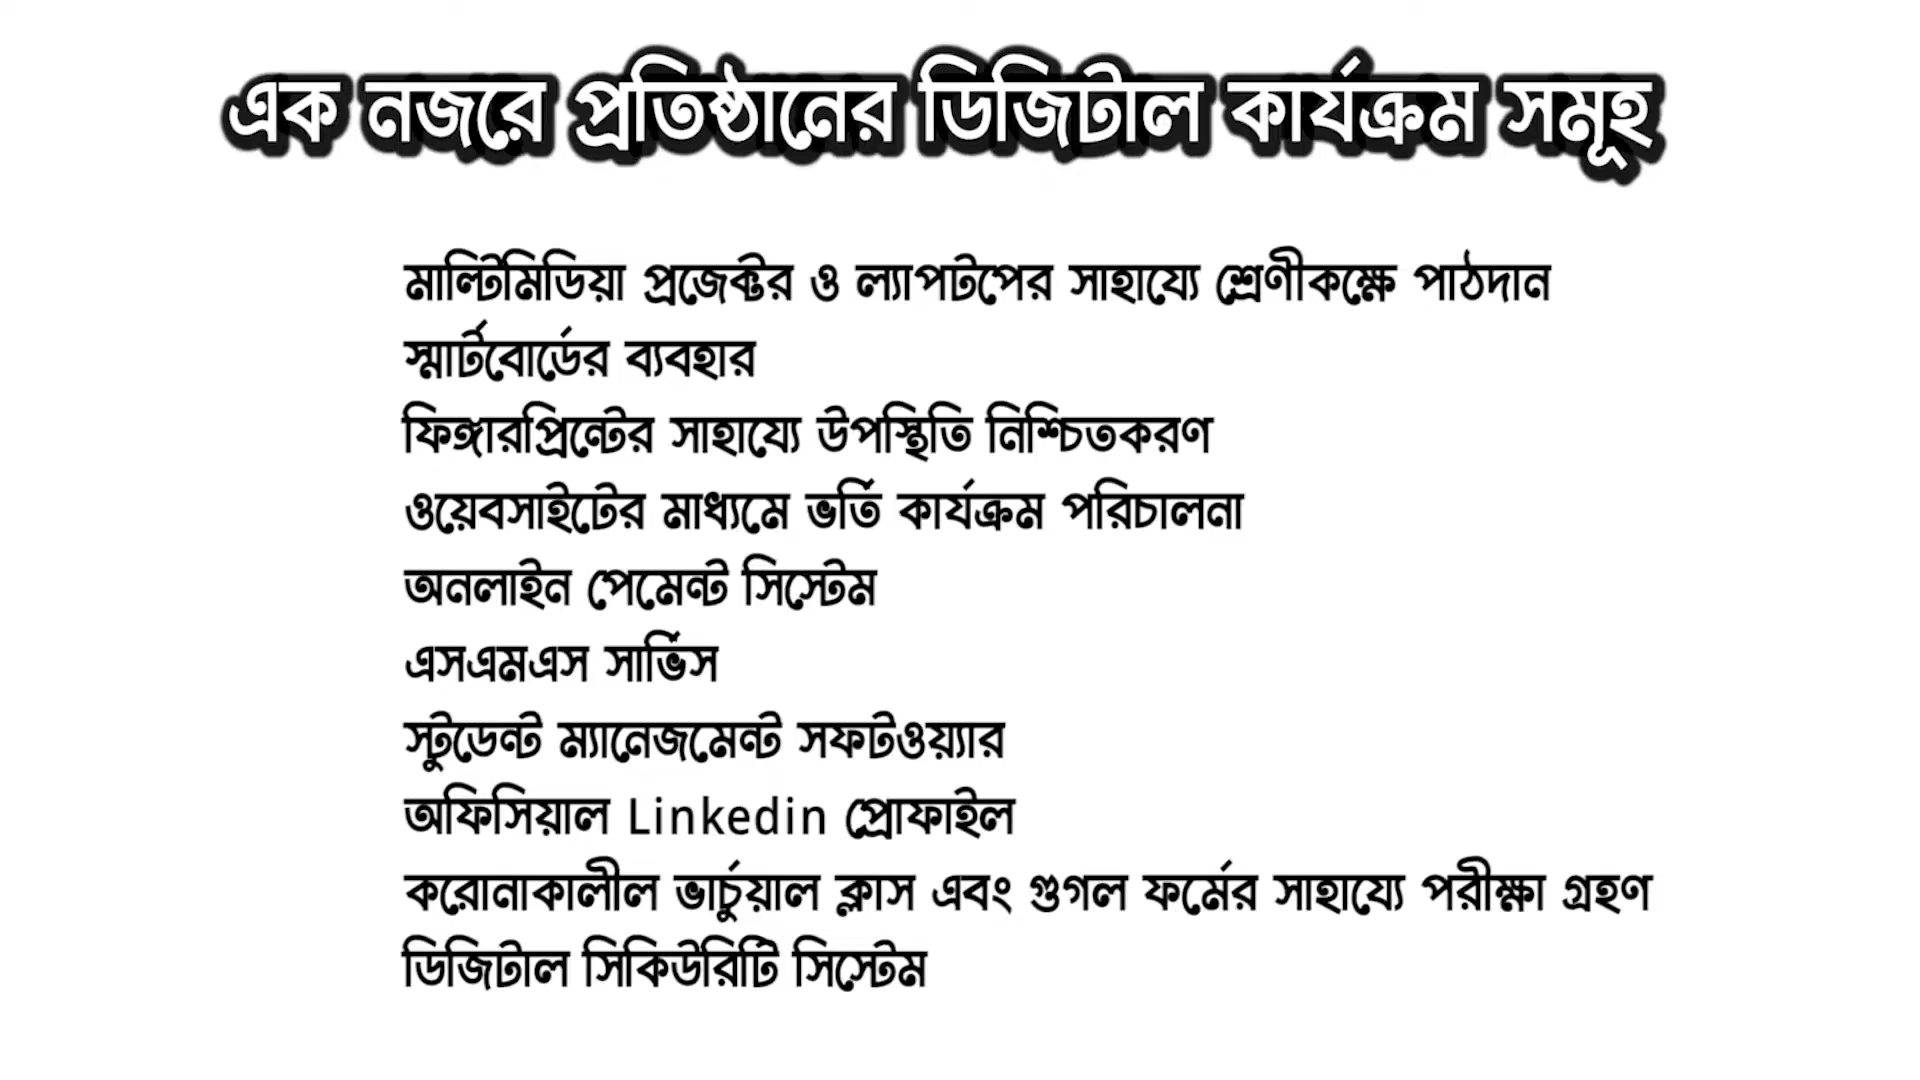 এক নজরে প্রতিষ্ঠানের ডিজিটাল কার্যক্রম সমূহ
মাল্টিমিডিয়া প্রজেক্টর ও ল্যাপটপের সাহায্যে শ্রেণীকক্ষে পাঠদান
স্মার্টবোর্ডের ব্যবহার
ফিঙ্গারপ্রিন্টের সাহায্যে উপস্থিতি নিশ্চিতকরণ
ওয়েবসাইটের মাধ্যমে ভর্তি কার্যক্রম পরিচালনা
অনলাইন পেমেন্ট সিস্টেম
এসএমএস সার্ভিস
স্টুডেন্ট ম্যানেজমেন্ট সফটওয়্যার
অফিসিয়াল Linkedin প্রোফাইল
করোনাকালীল ভার্চুয়াল ক্লাস এবং গুগল ফর্মের সাহায্যে পরীক্ষা গ্রহণ
ডিজিটাল সিকিউরিটি সিস্টেম